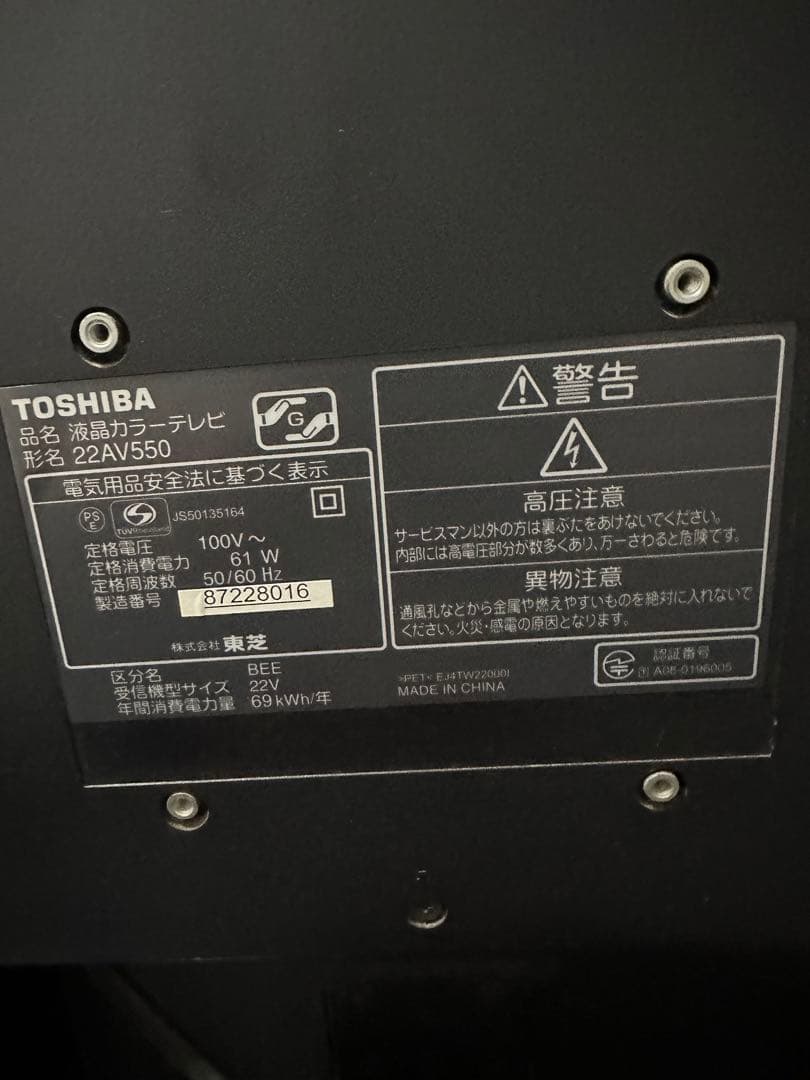 TOSHIBA
品名 液晶カラーテレビ
形名 22AV550
G
電気用品安全法に基づく表示
PS
E
JS50135164
定格電圧 100V～
定格消費電力 61 W
定格周波数 50/60 Hz
製造番号 87228016
株式会社 東芝
区分名 BEE
受信機型サイズ 22V
年間消費電力量 69kWh/年
警告
高圧注意
サービスマン以外の方は裏ぶたをあけないでください。
内部には高電圧部分が数多くあり、万一さわると危険です。
異物注意
通風孔などから金属や燃えやすいものを絶対に入れないで
ください。火災・感電の原因となります。
認証番号
A08-0196005
>PET<
MADE IN CHINA